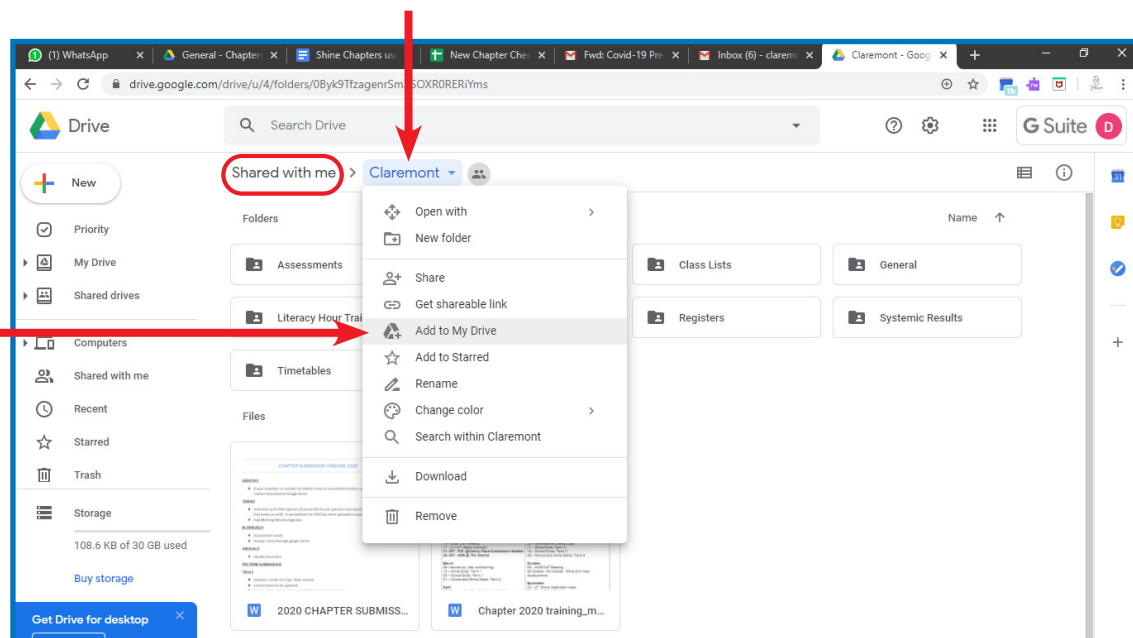 (1) WhatsApp
General - Chapter
Shine Chapters us
New Chapter Che
Fwd: Covid-19 Pre
Inbox (6) - claremo
Claremont - Goog
drive.google.com/drive/u/4/folders/
Drive
Search Drive
G Suite
D
New
Shared with me > Claremont
31
Priority
My Drive
Shared drives
Computers
Shared with me
Recent
Starred
Trash
Storage
108.6 KB of 30 GB used
Buy storage
Get Drive for desktop
Folders
Name
Assessments
Class Lists
General
Literacy Hour Trai
Registers
Systemic Results
Timetables
Files
Open with
New folder
Share
Get shareable link
Add to My Drive
Add to Starred
Rename
Change color
Search within Claremont
Download
Remove
CHAPTER SUBMISSION TIMELINE 2020
2020 CHAPTER SUBMISS...
Chapter 2020 training_m...